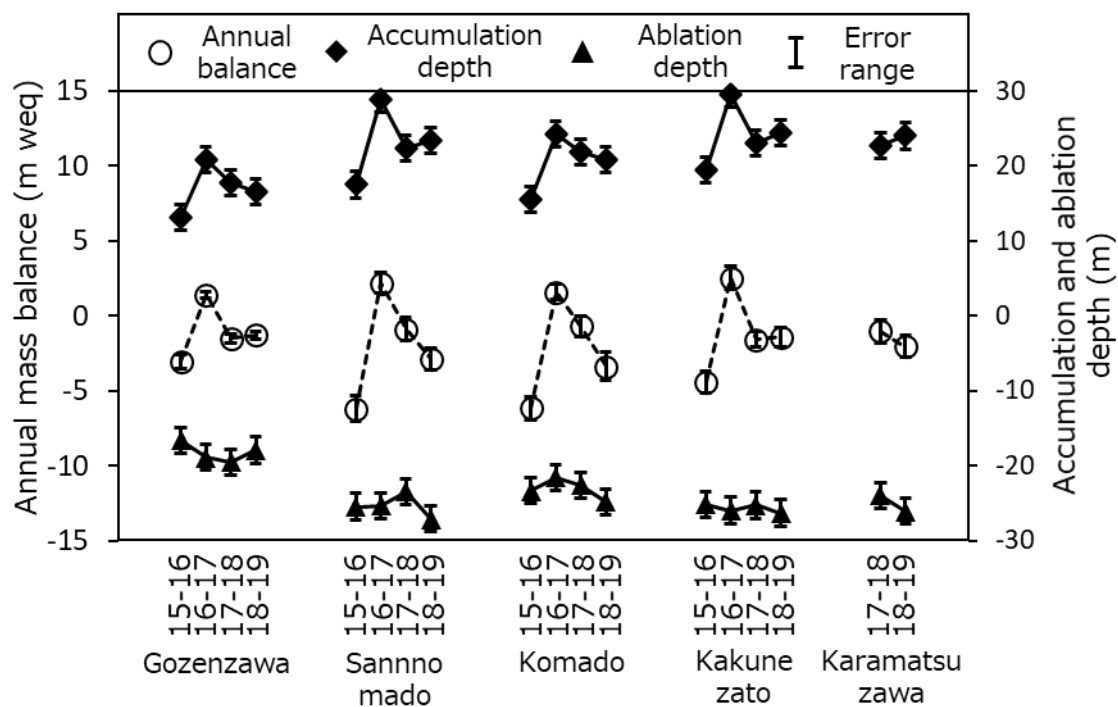 Annual
balance
Accumulation
depth
Ablation
depth
Error
range
Annual mass balance (m weq)
15
10
5
0
-5
-10
-15
30
20
10
0
-10
-20
-30
Accumulation and ablation
depth (m)
15-16
16-17
17-18
18-19
15-16
16-17
17-18
18-19
15-16
16-17
17-18
18-19
15-16
16-17
17-18
18-19
17-18
18-19
Gozenzawa
Sannno
mado
Komado
Kakune
zato
Karamatsu
zawa